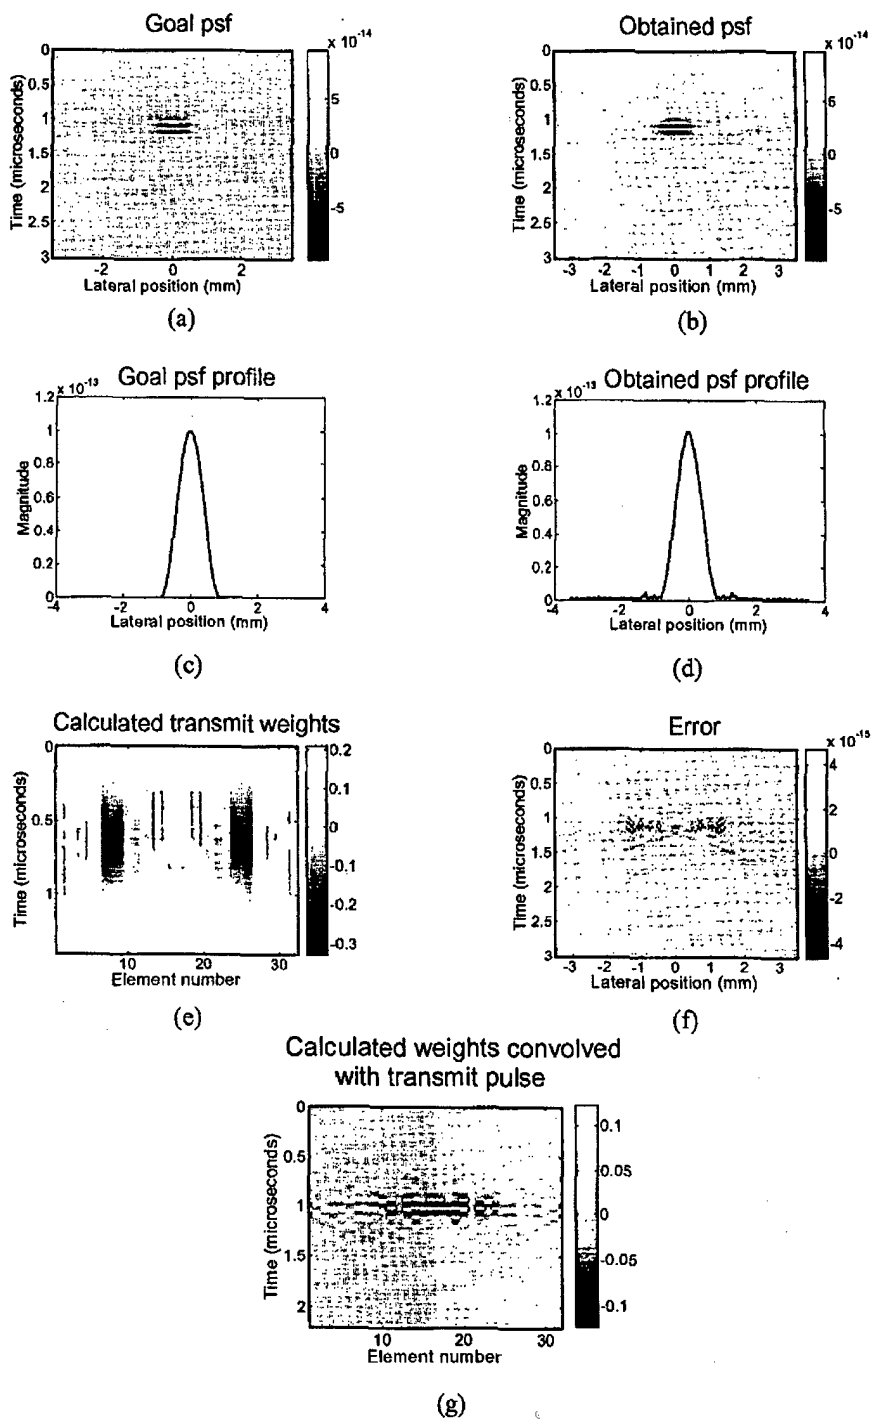 Goal psf
x 10-14
0
0.5
1
1.5
2
2.5
3
Time (microseconds)
5
0
-5
-2 0 2
Lateral position (mm)
(a)
Obtained psf
x 10-14
0
0.5
1
1.5
2
2.5
3
Time (microseconds)
5
0
-5
-3 -2 -1 0 1 2 3
Lateral position (mm)
(b)
Goal psf profile
x 10-13
1.2
1
0.8
0.6
0.4
0.2
0
Magnitude
-4 -2 0 2 4
Lateral position (mm)
(c)
Obtained psf profile
x 10-13
1.2
1
0.8
0.6
0.4
0.2
0
Magnitude
-2 0 2 4
Lateral position (mm)
(d)
Calculated transmit weights
0
0.5
1
Time (microseconds)
0.2
0.1
0
-0.1
-0.2
-0.3
10 20 30
Element number
(e)
Error
x 10-15
0
0.5
1
1.5
2
2.5
3
Time (microseconds)
4
2
0
-2
-4
-3 -2 -1 0 1 2 3
Lateral position (mm)
(f)
Calculated weights convolved
with transmit pulse
0
0.5
1
1.5
2
Time (microseconds)
0.1
0.05
0
-0.05
-0.1
10 20 30
Element number
(g)